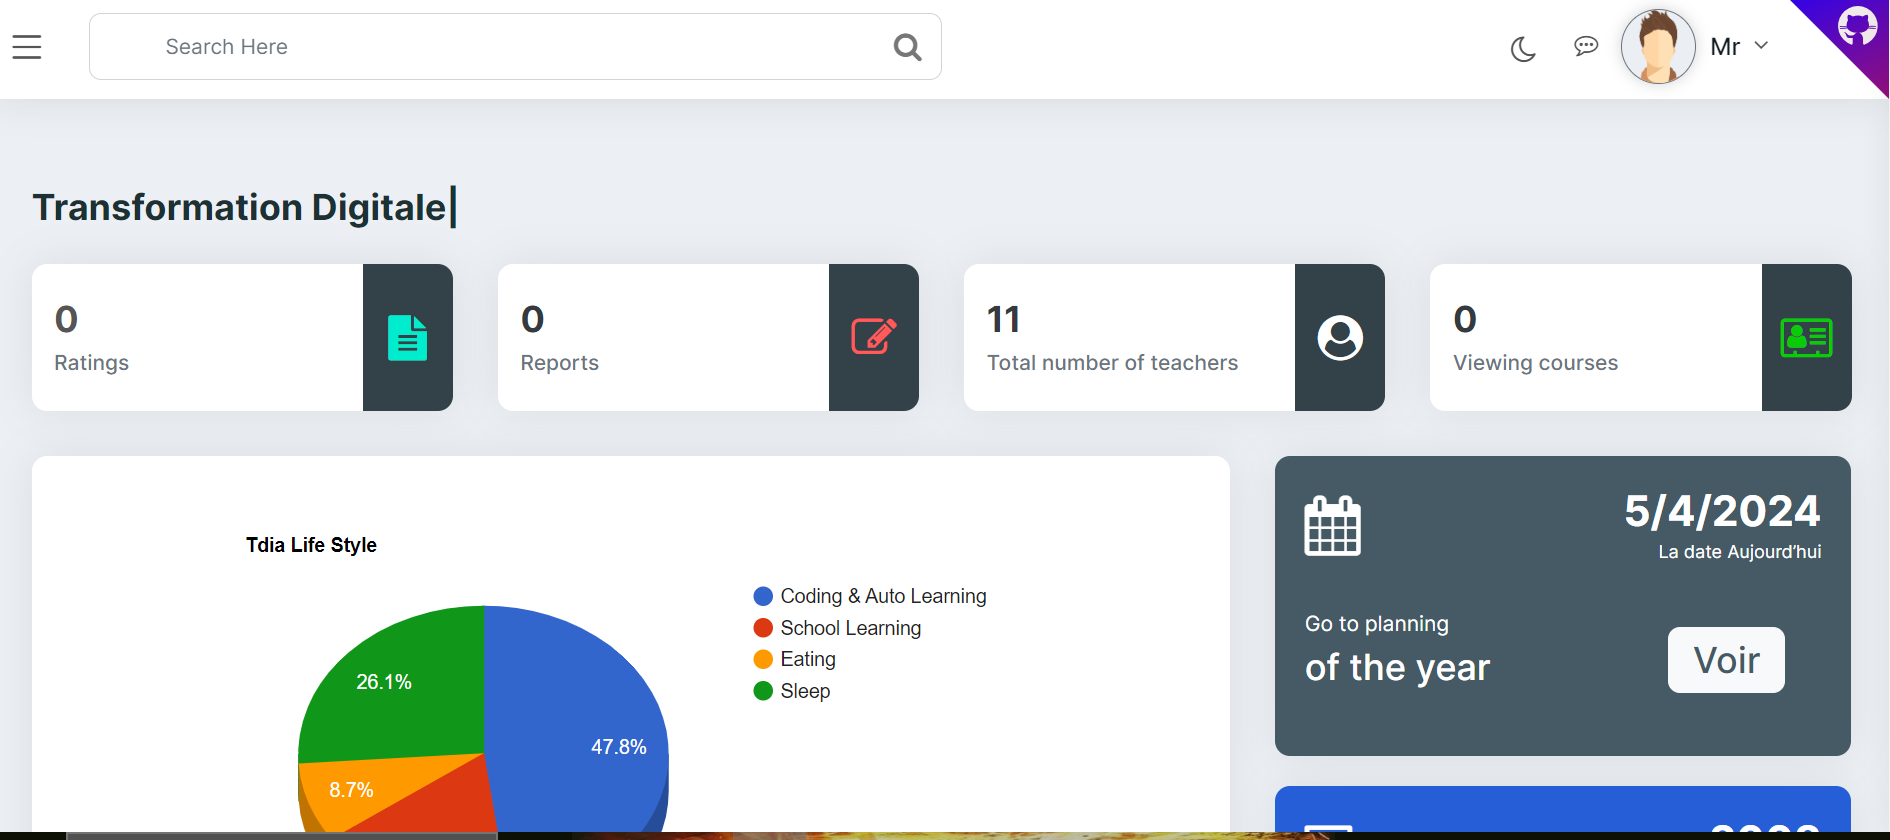 Search Here
Mr
Transformation Digitale
0
Ratings
0
Reports
11
Total number of teachers
0
Viewing courses
Tdia Life Style
Coding & Auto Learning
School Learning
Eating
Sleep
26.1%
47.8%
8.7%
5/4/2024
La date Aujourd'hui
Go to planning
of the year
Voir